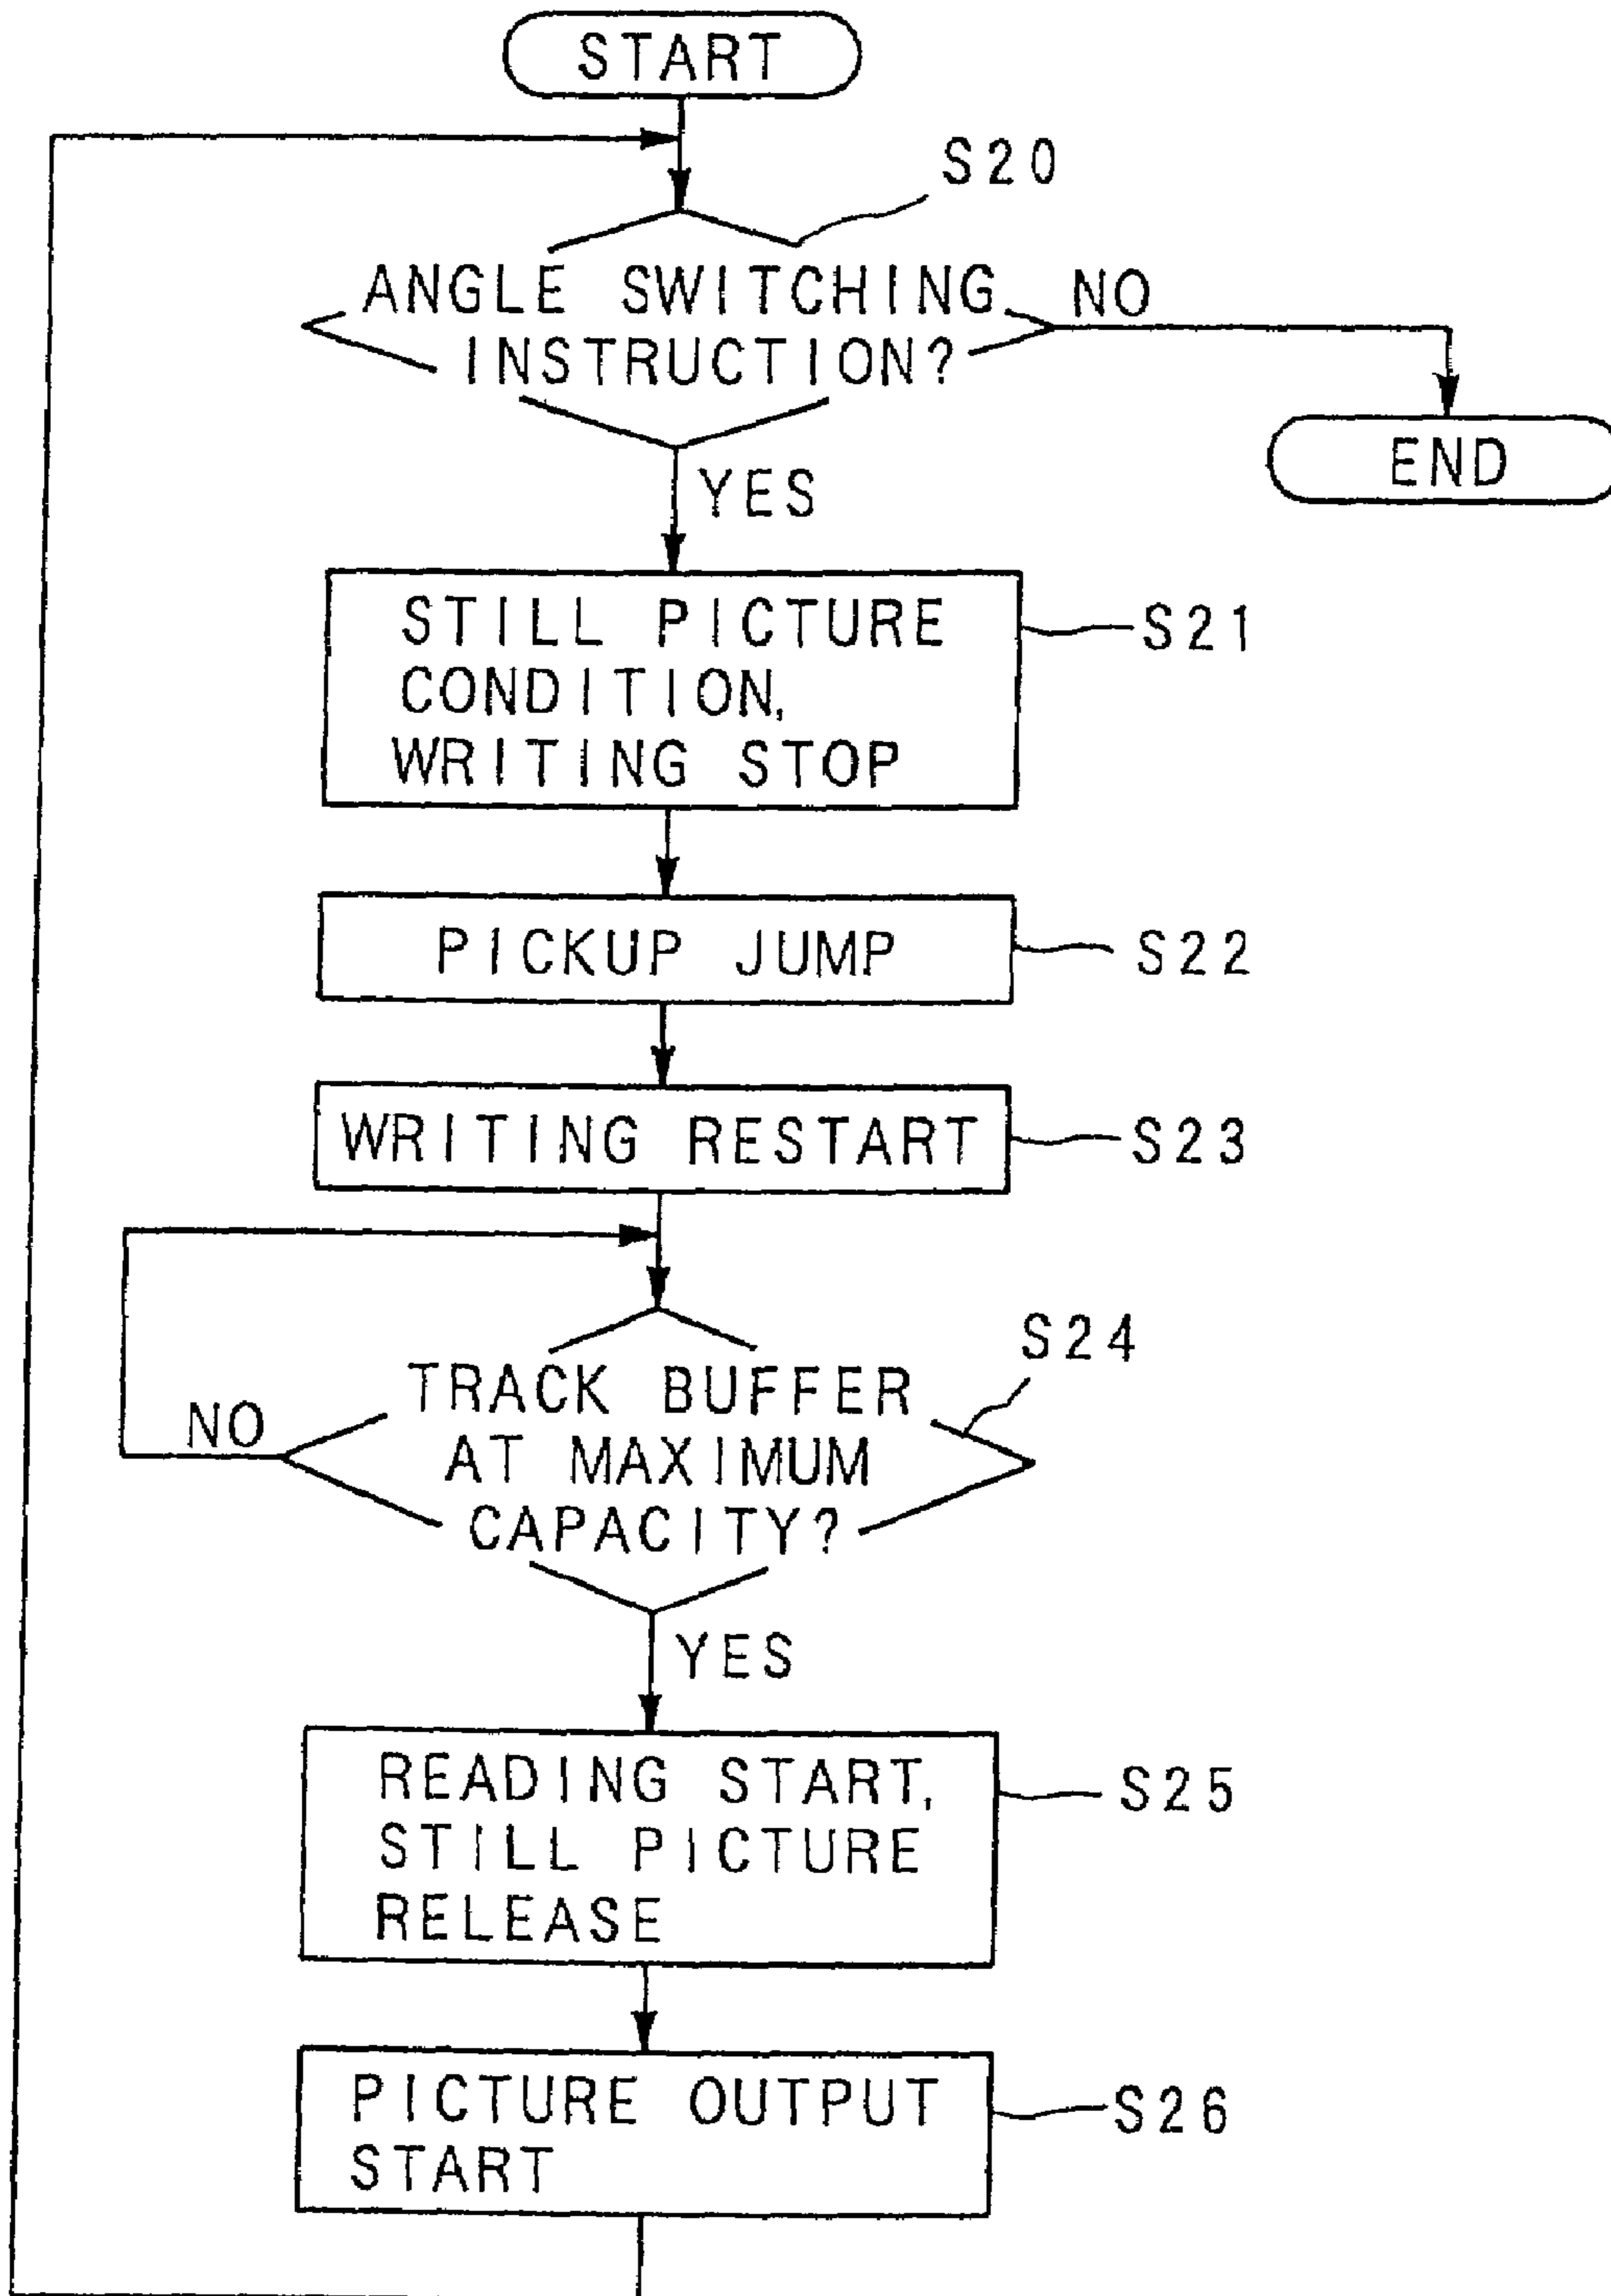 START
S20
ANGLE SWITCHING
INSTRUCTION?
NO
END
YES
STILL PICTURE
CONDITION,
WRITING STOP
S21
PICKUP JUMP
S22
WRITING RESTART
S23
S24
TRACK BUFFER
AT MAXIMUM
CAPACITY?
NO
YES
READING START,
STILL PICTURE
RELEASE
S25
PICTURE OUTPUT
START
S26